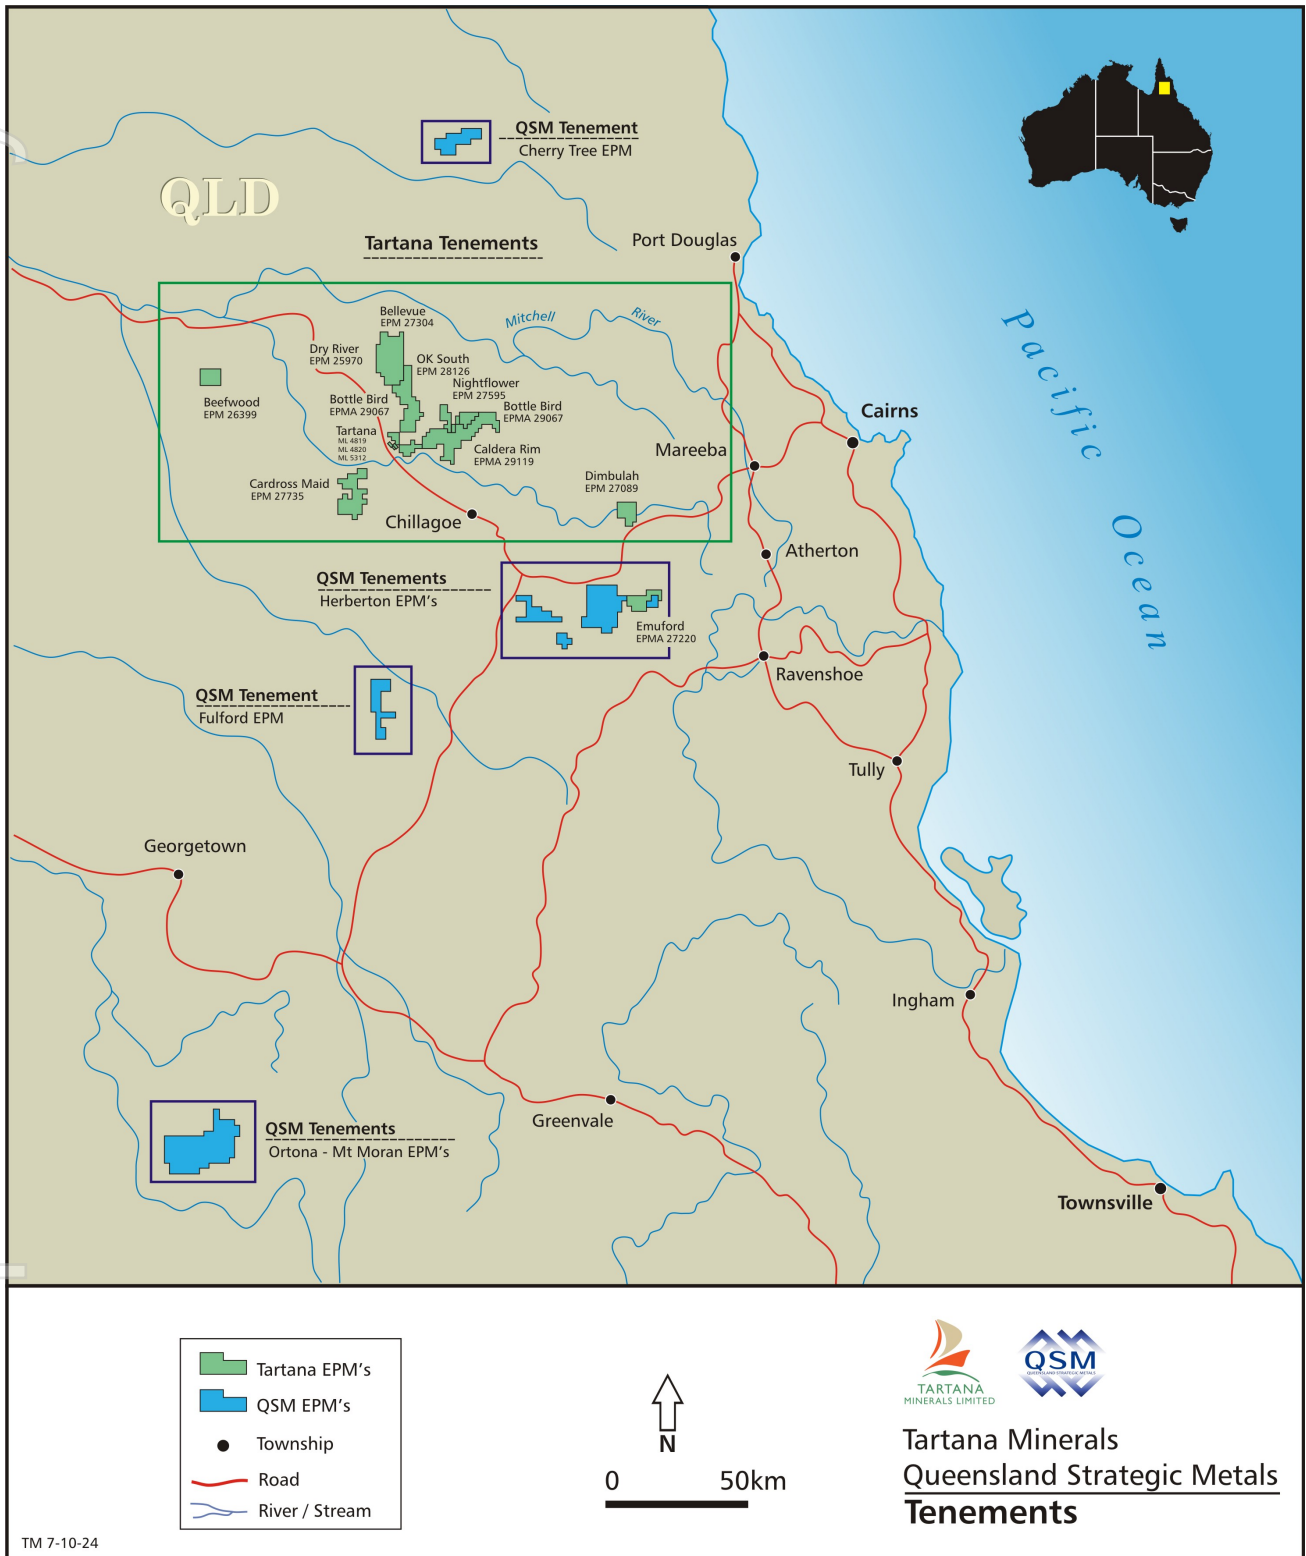 QSM Tenement
Cherry Tree EPM
QLD
Tartana Tenements
Port Douglas
Bellevue
EPM 27304
Mitchell
River
Dry River
EPM 25970
OK South
EPM 28126
Nightflower
EPM 27595
Beefwood
EPM 26399
Bottle Bird
EPMA 29067
Bottle Bird
EPMA 29067
Tartana
ML 4819
ML 4820
ML 5312
Caldera Rim
EPMA 29119
Cardross Maid
EPM 27735
Dimbulah
EPM 27089
Mareeba
Cairns
Chillagoe
Atherton
Pacific
Ocean
QSM Tenements
Herberton EPM's
Emuford
EPMA 27220
Ravenshoe
QSM Tenement
Fulford EPM
Tully
Georgetown
Ingham
Greenvale
QSM Tenements
Ortona - Mt Moran EPM's
Townsville
Tartana EPM's
QSM EPM's
Township
Road
River / Stream
N
0 50km
TARTANA
MINERALS LIMITED
QSM
QUEENSLAND STRATEGIC METALS
Tartana Minerals
Queensland Strategic Metals
Tenements
TM 7-10-24